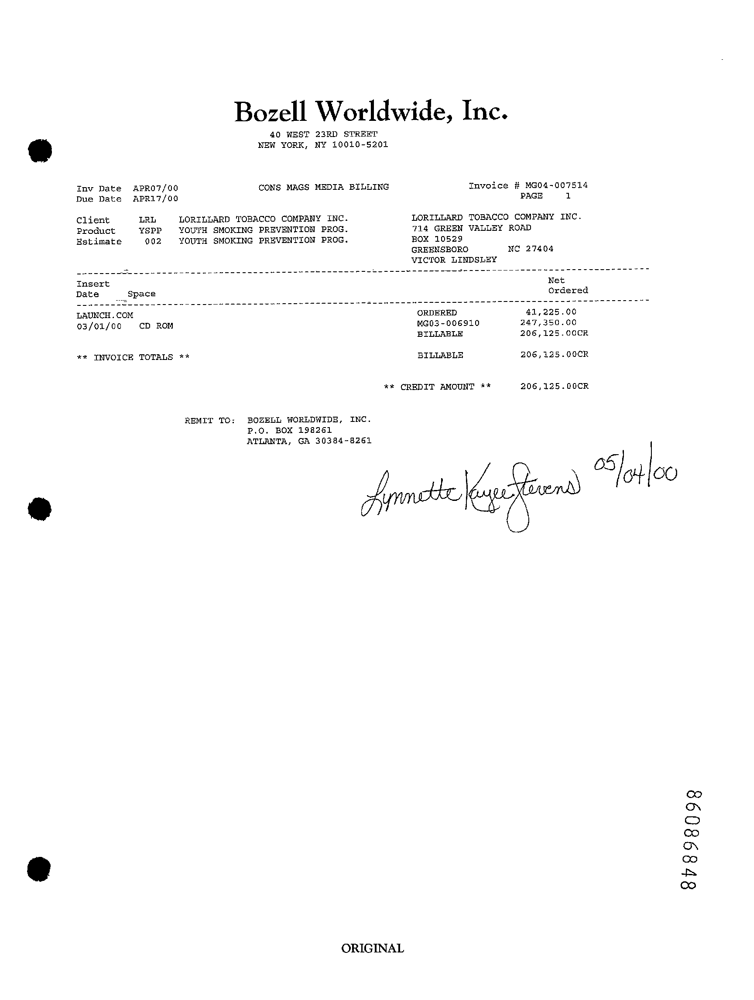 Bozell Worldwide, Inc.
40 WEST 23RD STREET
NEW YORK, NY 10010-5201
Inv Date APR07/00 CONS MAGS MEDIA BILLING Invoice # MG04-007514
Due Date APR17/00 PAGE 1
Client LRL LORILLARD TOBACCO COMPANY INC. LORILLARD TOBACCO COMPANY INC.
Product YSPP YOUTH SMOKING PREVENTION PROG. 714 GREEN VALLEY ROAD
Estimate 002 YOUTH SMOKING PREVENTION PROG. BOX 10529
GREENSBORO NC 27404
VICTOR LINDSLEY
Insert Net
Date Space Ordered
LAUNCH.COM ORDERED 41,225.00
03/01/00 CD ROM MG03-006910 247,350.00
BILLABLE 206,125.00CR
** INVOICE TOTALS ** BILLABLE 206,125.00CR
** CREDIT AMOUNT ** 206,125.00CR
REMIT TO: BOZELL WORLDWIDE, INC.
P.O. BOX 198261
ATLANTA, GA 30384-8261
Lynnette Kayee Stevens 05/04/00
86086848
ORIGINAL